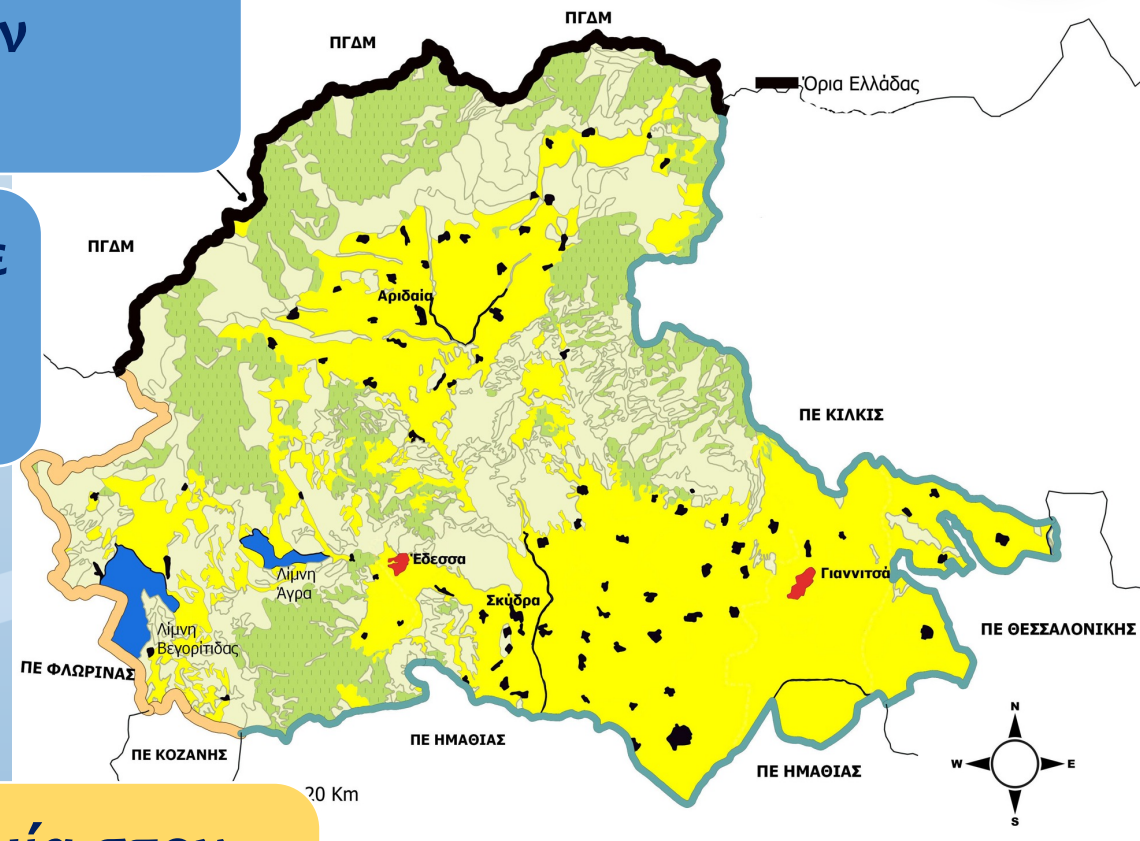 ν
ε
ΠΓΔΜ
ΠΓΔΜ
Όρια Ελλάδας
ΠΓΔΜ
Αριδαία
ΠΕ ΚΙΛΚΙΣ
Έδεσσα
Λίμνη
Άγρα
Γιαννιτσά
Σκύδρα
Λίμνη
Βεγορίτιδας
ΠΕ ΘΕΣΣΑΛΟΝΙΚΗΣ
ΠΕ ΦΛΩΡΙΝΑΣ
ΠΕ ΚΟΖΑΝΗΣ
ΠΕ ΗΜΑΘΙΑΣ
ΠΕ ΗΜΑΘΙΑΣ
N
W
E
S
20 Km